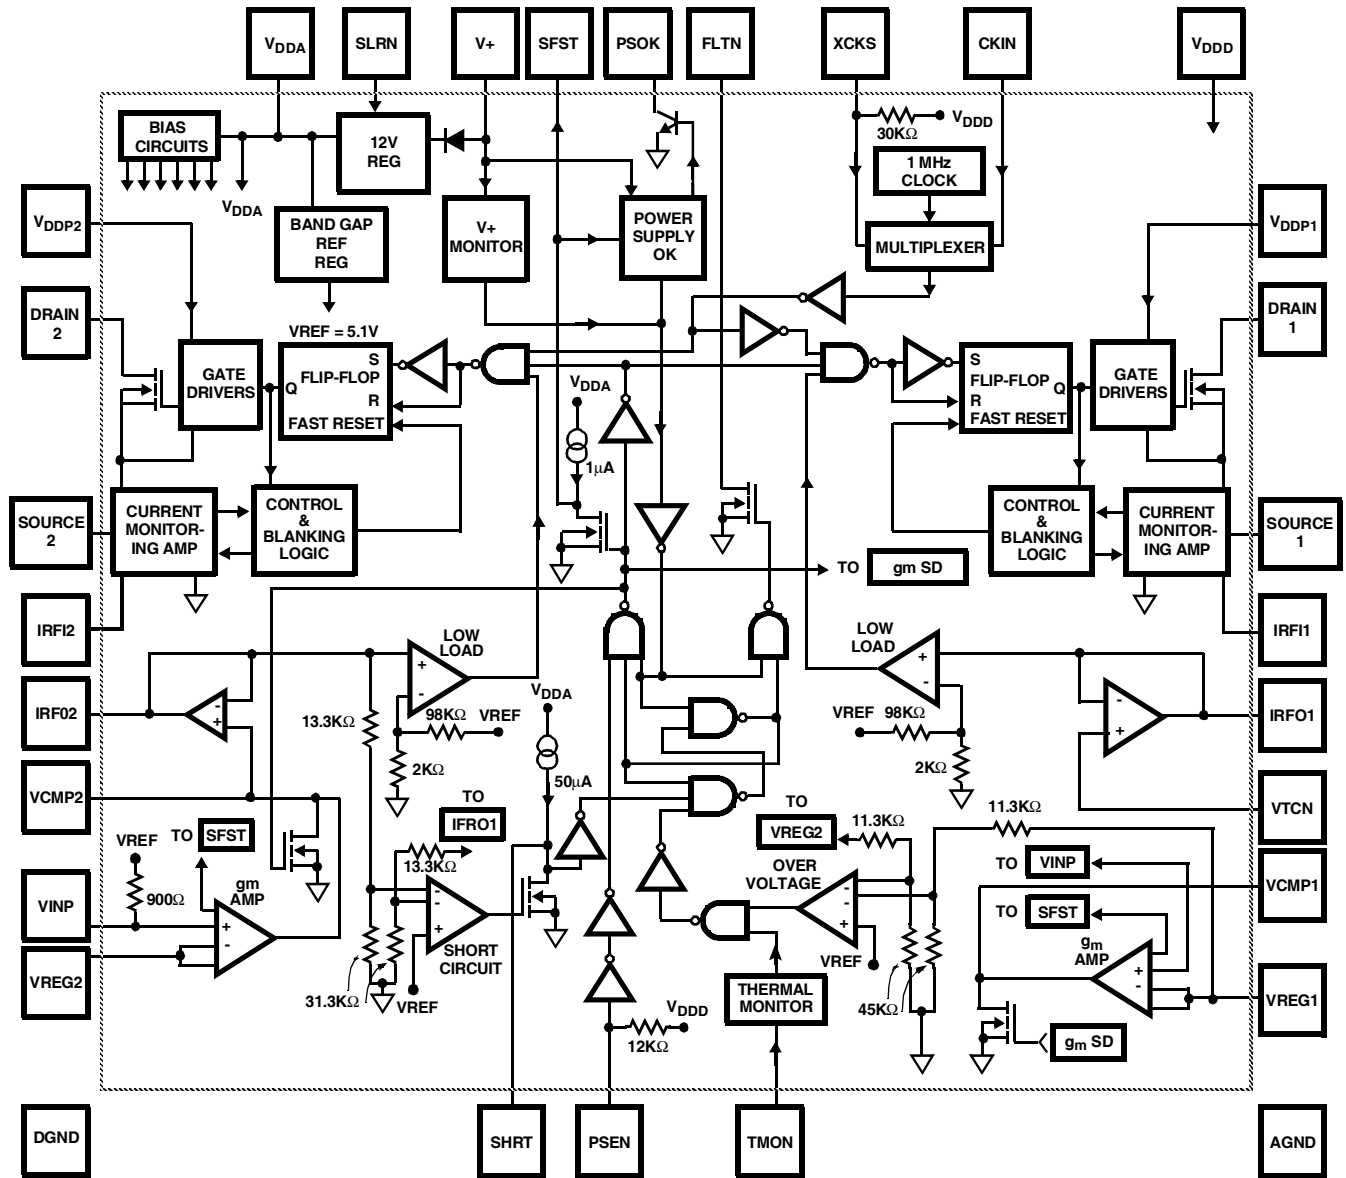 VDDA
SLRN
V+
SFST
PSOK
FLTN
XCKS
CKIN
VDDD
BIAS
CIRCUITS
12V
REG
30KΩ
VDDD
1 MHz
CLOCK
VDDA
VDDP2
BAND GAP
REF
REG
V+
MONITOR
POWER
SUPPLY
OK
MULTIPLEXER
VDDP1
DRAIN
2
VREF = 5.1V
DRAIN
1
GATE
DRIVERS
S
FLIP-FLOP
Q
R
FAST RESET
VDDA
1µA
S
FLIP-FLOP
Q
R
FAST RESET
GATE
DRIVERS
SOURCE
2
CURRENT
MONITOR-
ING AMP
CONTROL
&
BLANKING
LOGIC
CONTROL
&
BLANKING
LOGIC
CURRENT
MONITOR-
ING AMP
SOURCE
1
TO
gm SD
IRFI2
LOW
LOAD
+
-
LOW
LOAD
+
-
IRFI1
IRF02
-
+
13.3KΩ
98KΩ
VREF
2KΩ
VDDA
50µA
VREF
98KΩ
2KΩ
-
+
IRFO1
VCMP2
TO
IFRO1
13.3KΩ
TO
VREG2
11.3KΩ
11.3KΩ
VTCN
VREF
TO
SFST
900Ω
gm
AMP
VINP
+
-
VREG2
-
-
+
SHORT
CIRCUIT
31.3KΩ
VREF
OVER
VOLTAGE
-
-
+
VREF
TO
VINP
TO
SFST
VCMP1
gm
AMP
+
-
VREG1
THERMAL
MONITOR
45KΩ
VDDD
12KΩ
gm SD
DGND
SHRT
PSEN
TMON
AGND